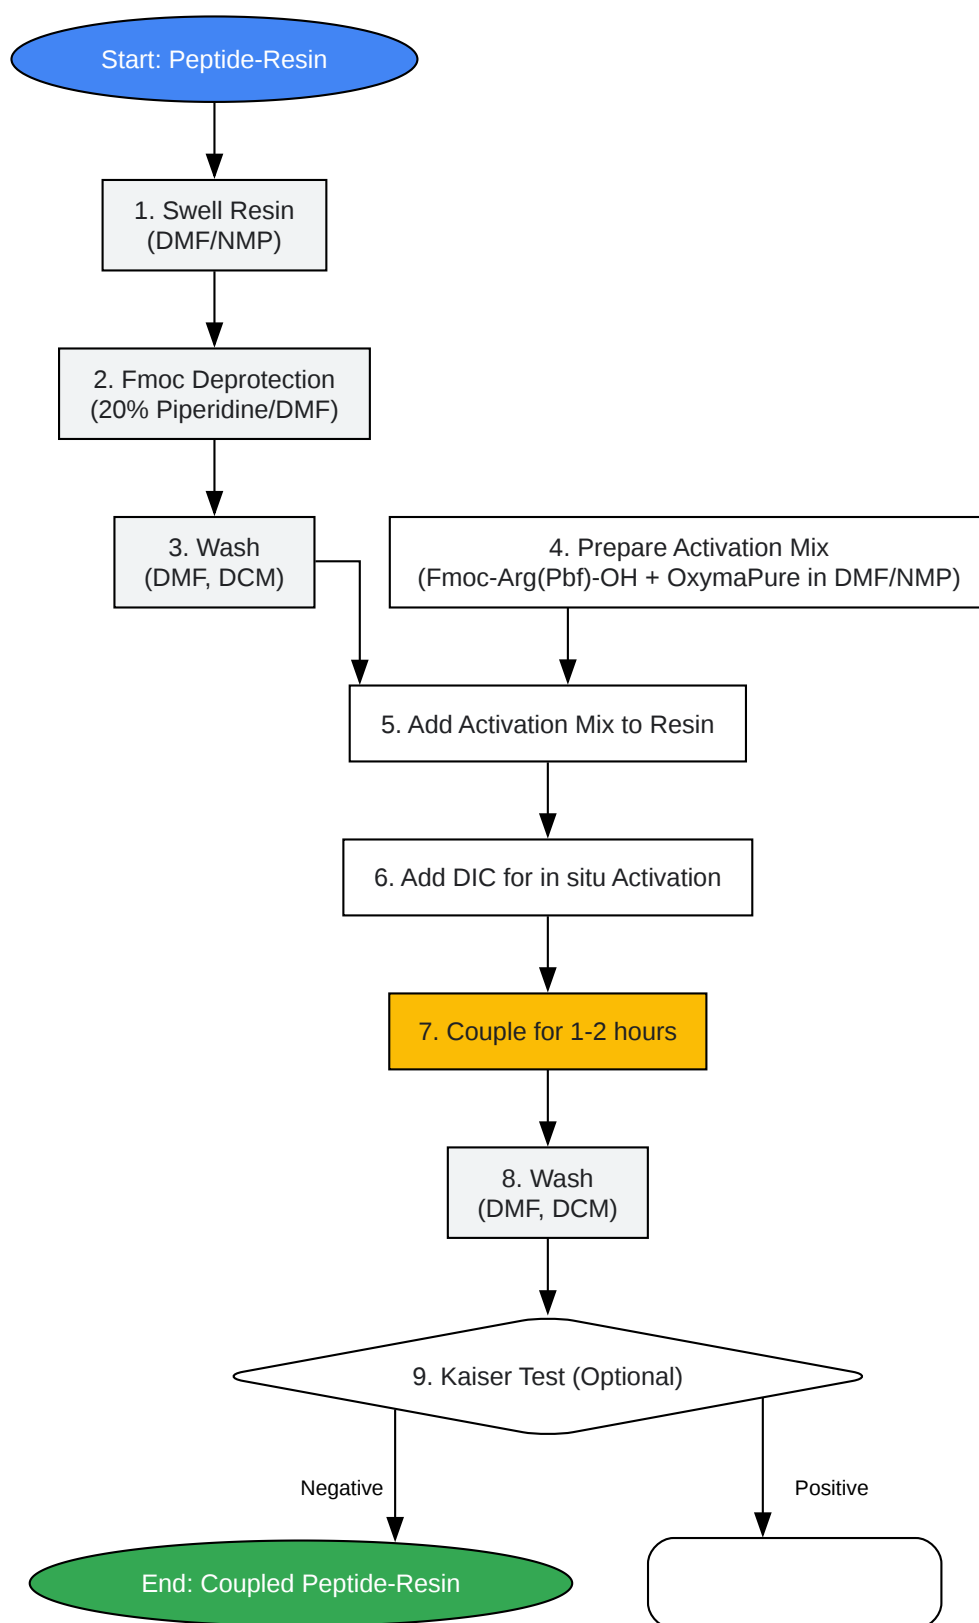 Start: Peptide-Resin
1. Swell Resin
(DMF/NMP)
2. Fmoc Deprotection
(20% Piperidine/DMF)
3. Wash
(DMF, DCM)
4. Prepare Activation Mix
(Fmoc-Arg(Pbf)-OH + OxymaPure in DMF/NMP)
5. Add Activation Mix to Resin
6. Add DIC for in situ Activation
7. Couple for 1-2 hours
8. Wash
(DMF, DCM)
9. Kaiser Test (Optional)
Negative
Positive
End: Coupled Peptide-Resin